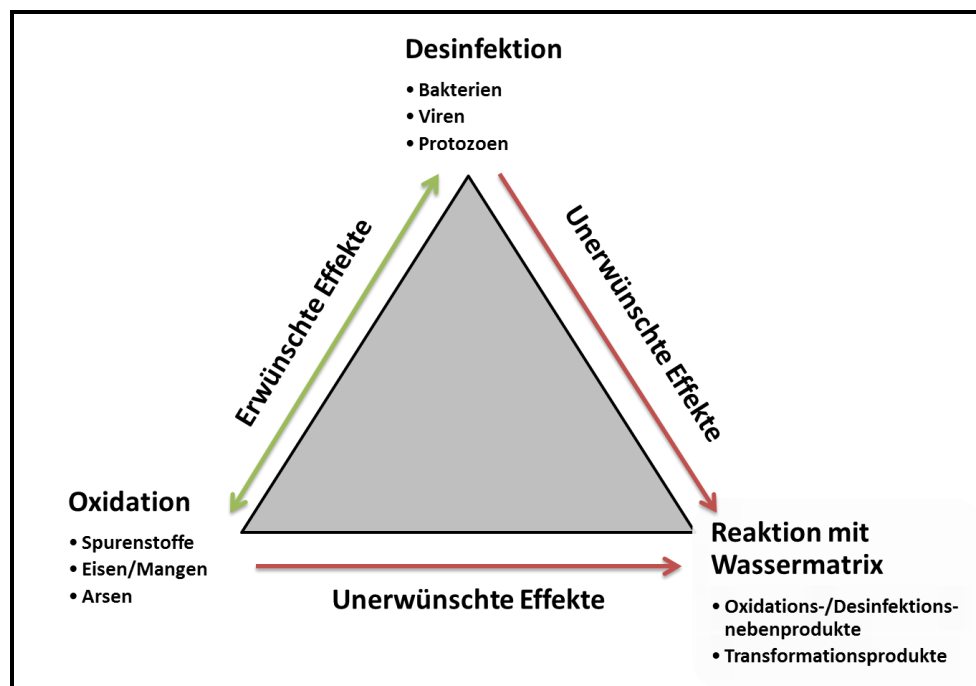 Desinfektion
• Bakterien
• Viren
• Protozoen
Erwünschte Effekte
Unerwünschte Effekte
Oxidation
• Spurenstoffe
• Eisen/Mangen
• Arsen
Unerwünschte Effekte
Reaktion mit
Wassermatrix
• Oxidations-/Desinfektions-
nebenprodukte
• Transformationsprodukte